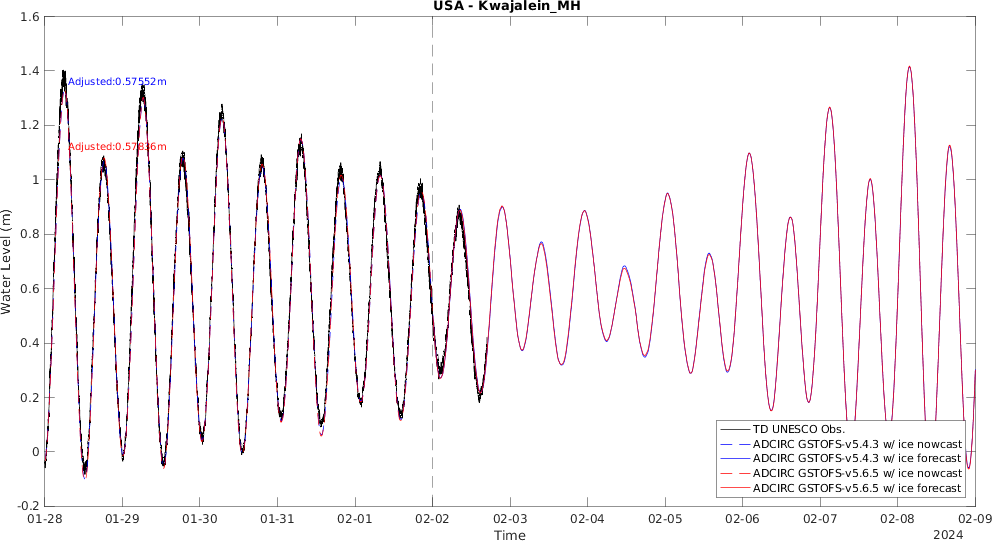 USA - Kwajalein_MH
Water Level (m)
1.6
1.4
1.2
1
0.8
0.6
0.4
0.2
0
-0.2
Adjusted:0.57552m
Adjusted:0.57836m
TD UNESCO Obs.
ADCIRC GSTOFS-v5.4.3 w/ ice nowcast
ADCIRC GSTOFS-v5.4.3 w/ ice forecast
ADCIRC GSTOFS-v5.6.5 w/ ice nowcast
ADCIRC GSTOFS-v5.6.5 w/ ice forecast
01-28 01-29 01-30 01-31 02-01 02-02 02-03 02-04 02-05 02-06 02-07 02-08 02-09
Time
2024